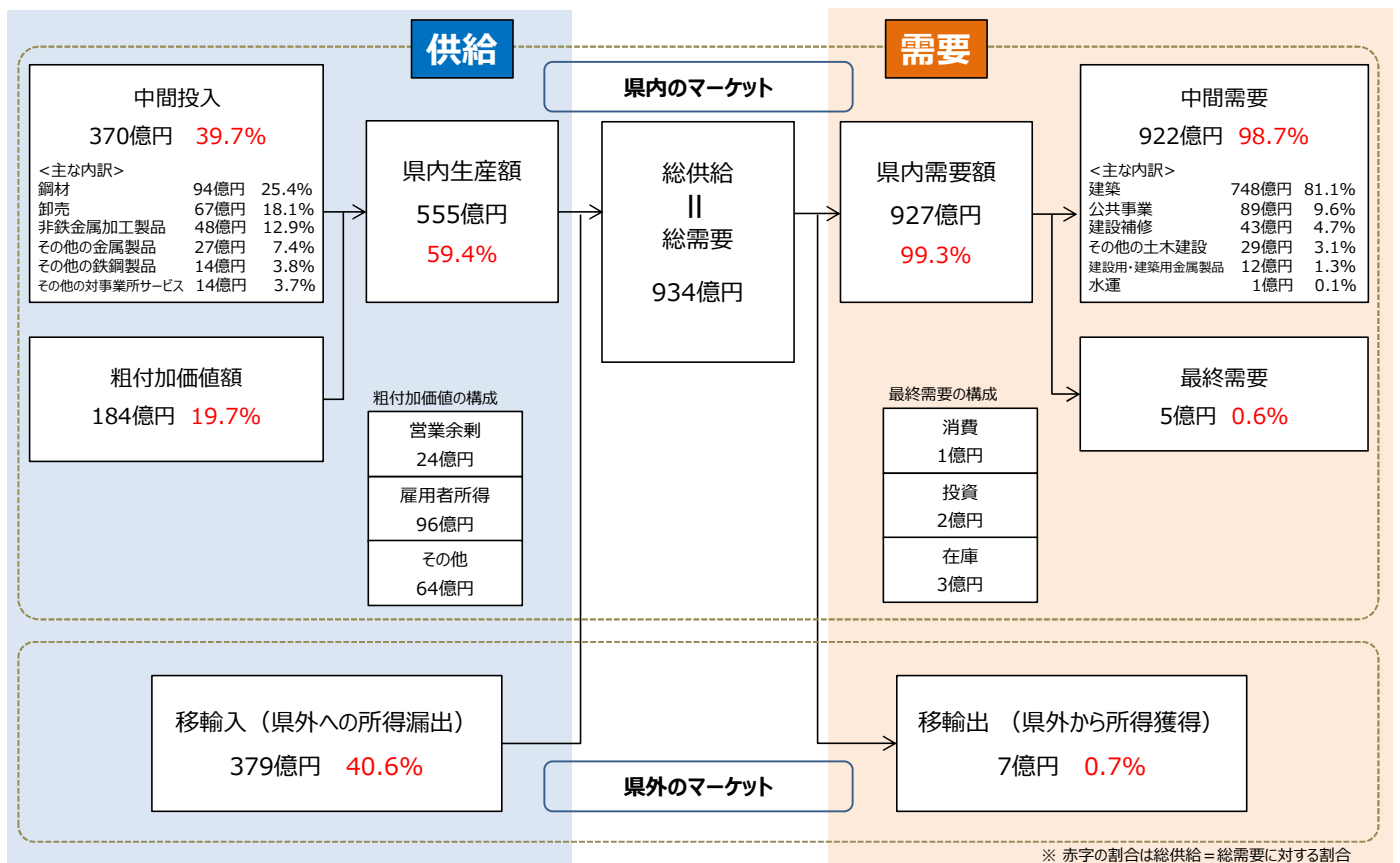 供給
需要
県内のマーケット
中間投入
370億円 39.7%
<主な内訳>
鋼材 94億円 25.4%
卸売 67億円 18.1%
非鉄金属加工製品 48億円 12.9%
その他の金属製品 27億円 7.4%
その他の鉄鋼製品 14億円 3.8%
その他の対事業所サービス 14億円 3.7%
粗付加価値額
184億円 19.7%
県内生産額
555億円
59.4%
粗付加価値の構成
営業余剰
24億円
雇用者所得
96億円
その他
64億円
総供給
=
総需要
934億円
県内需要額
927億円
99.3%
最終需要の構成
消費
1億円
投資
2億円
在庫
3億円
中間需要
922億円 98.7%
<主な内訳>
建築 748億円 81.1%
公共事業 89億円 9.6%
建設補修 43億円 4.7%
その他の土木建設 29億円 3.1%
建設用・建築用金属製品 12億円 1.3%
水運 1億円 0.1%
最終需要
5億円 0.6%
移輸入（県外への所得漏出）
379億円 40.6%
県外のマーケット
移輸出 （県外から所得獲得）
7億円 0.7%
※ 赤字の割合は総供給＝総需要に対する割合